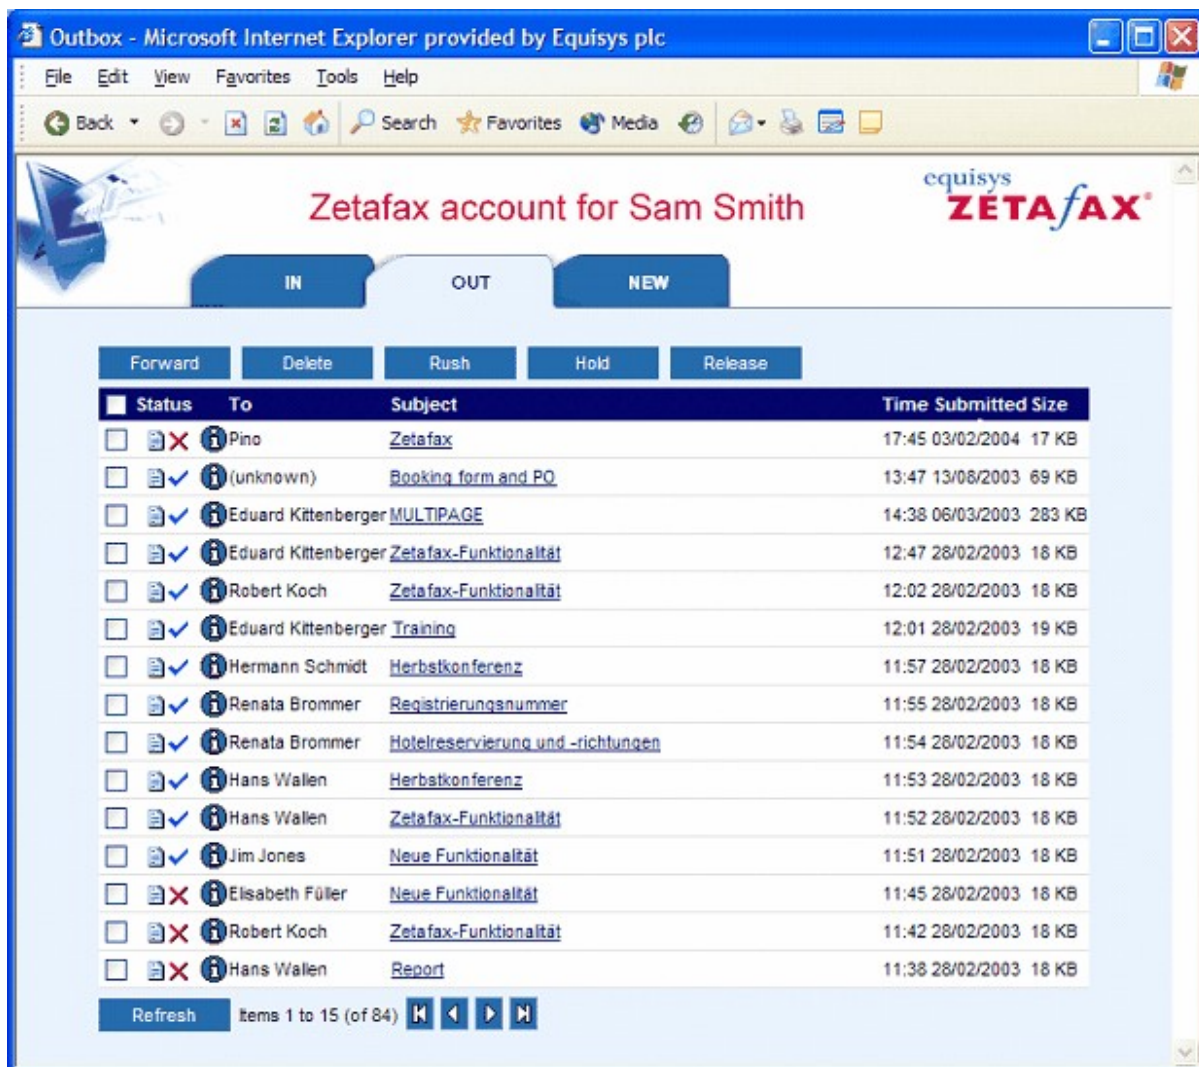 Outbox - Microsoft Internet Explorer provided by Equisys plc
File Edit View Favorites Tools Help
Back Search Favorites Media
Zetafax account for Sam Smith
equisys
ZETAfAX®
IN OUT NEW
Forward Delete Rush Hold Release
Status To Subject Time Submitted Size
Pino Zetafax 17:45 03/02/2004 17 KB
(unknown) Booking form and PO 13:47 13/08/2003 69 KB
Eduard Kittenberger MULTIPAGE 14:38 06/03/2003 283 KB
Eduard Kittenberger Zetafax-Funktionalität 12:47 28/02/2003 18 KB
Robert Koch Zetafax-Funktionalität 12:02 28/02/2003 18 KB
Eduard Kittenberger Training 12:01 28/02/2003 19 KB
Hermann Schmidt Herbstkonferenz 11:57 28/02/2003 18 KB
Renata Brommer Registrierungsnummer 11:55 28/02/2003 18 KB
Renata Brommer Hotelreservierung und -richtungen 11:54 28/02/2003 18 KB
Hans Wallen Herbstkonferenz 11:53 28/02/2003 18 KB
Hans Wallen Zetafax-Funktionalität 11:52 28/02/2003 18 KB
Jim Jones Neue Funktionalität 11:51 28/02/2003 18 KB
Elisabeth Füller Neue Funktionalität 11:45 28/02/2003 18 KB
Robert Koch Zetafax-Funktionalität 11:42 28/02/2003 18 KB
Hans Wallen Report 11:38 28/02/2003 18 KB
Refresh Items 1 to 15 (of 84)